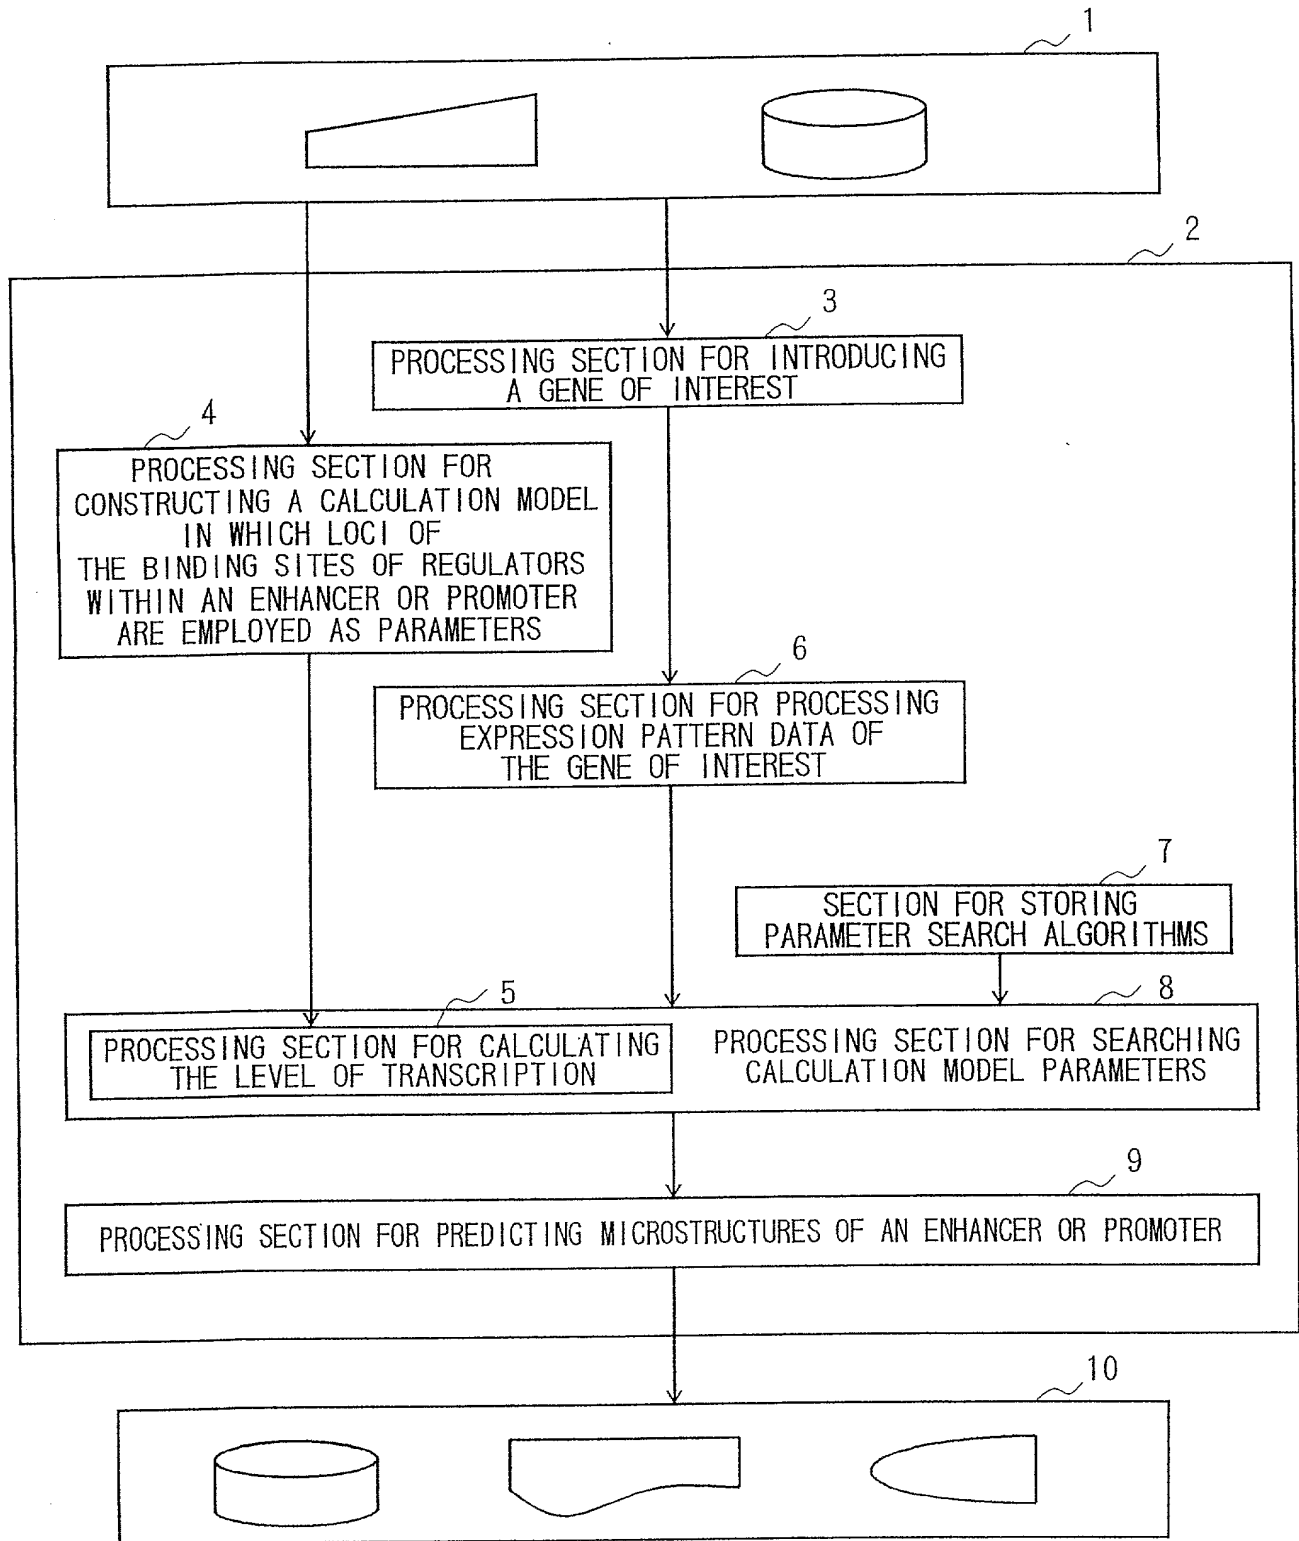 1
2
3
PROCESSING SECTION FOR INTRODUCING
A GENE OF INTEREST
4
PROCESSING SECTION FOR
CONSTRUCTING A CALCULATION MODEL
IN WHICH LOCI OF
THE BINDING SITES OF REGULATORS
WITHIN AN ENHANCER OR PROMOTER
ARE EMPLOYED AS PARAMETERS
6
PROCESSING SECTION FOR PROCESSING
EXPRESSION PATTERN DATA OF
THE GENE OF INTEREST
7
SECTION FOR STORING
PARAMETER SEARCH ALGORITHMS
5
PROCESSING SECTION FOR CALCULATING
THE LEVEL OF TRANSCRIPTION
8
PROCESSING SECTION FOR SEARCHING
CALCULATION MODEL PARAMETERS
9
PROCESSING SECTION FOR PREDICTING MICROSTRUCTURES OF AN ENHANCER OR PROMOTER
10